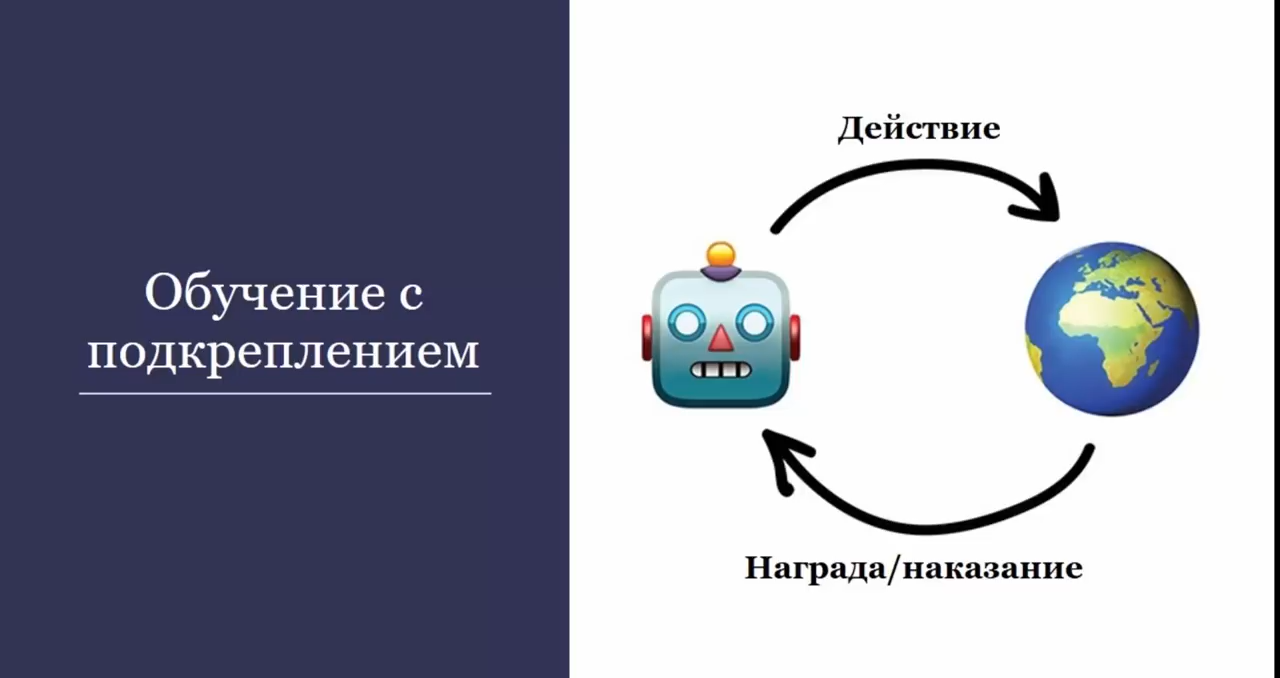 Обучение с
подкреплением
Действие
Награда/наказание